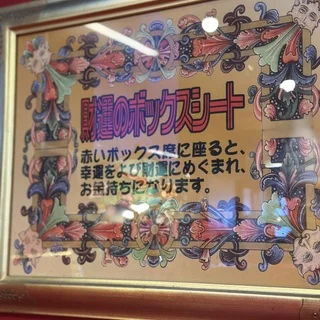 財運のボックスシート
赤いボックス席に座ると、
幸運をよび財運にめぐまれ、
お気持ちになります。